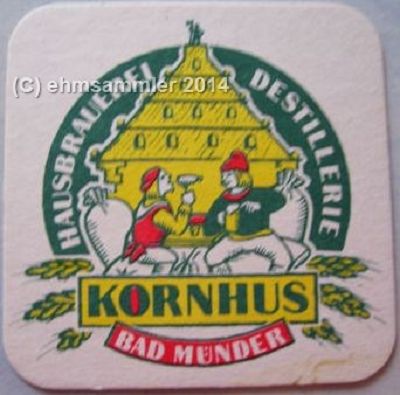 (C) ehmsammler 2014
HAUSBRAUEREI DESTILLERIE
KORNHUS
BAD MÜNDER